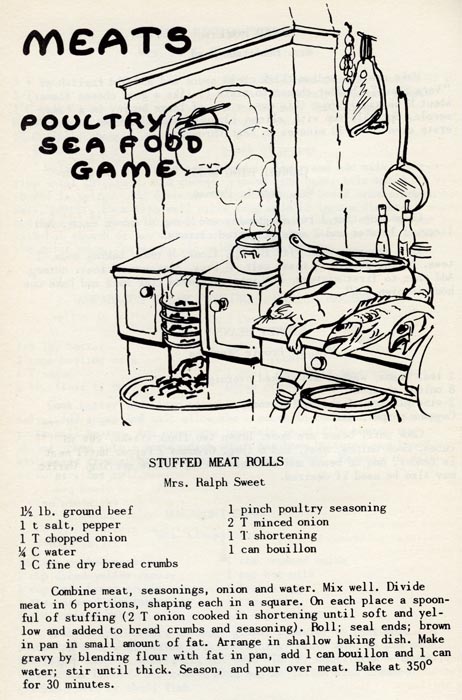 MEATS
POULTRY
SEA FOOD
GAME
STUFFED MEAT ROLLS
Mrs. Ralph Sweet
1½ lb. ground beef
1 t salt, pepper
1 T chopped onion
¼ C water
1 C fine dry bread crumbs
1 pinch poultry seasoning
2 T minced onion
1 T shortening
1 can bouillon
Combine meat, seasonings, onion and water. Mix well. Divide
meat in 6 portions, shaping each in a square. On each place a spoon-
ful of stuffing (2 T onion cooked in shortening until soft and yel-
low and added to bread crumbs and seasoning). Roll; seal ends; brown
in pan in small amount of fat. Arrange in shallow baking dish. Make
gravy by blending flour with fat in pan, add 1 can bouillon and 1 can
water; stir until thick. Season, and pour over meat. Bake at 350°
for 30 minutes.